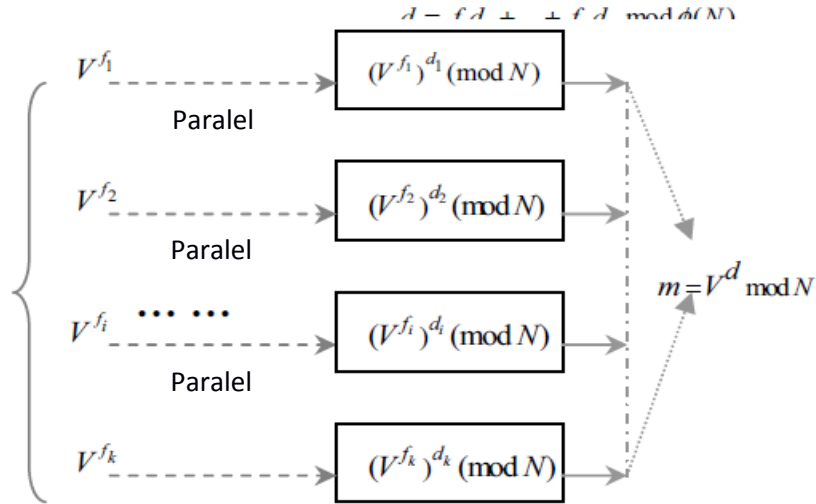 d = f d + ... + f d mod ϕ(N)
V^{f_1} (V^{f_1})^{d_1} (mod N)
Paralel
V^{f_2} (V^{f_2})^{d_2} (mod N)
Paralel
m = V^d mod N
... ...
V^{f_i} (V^{f_i})^{d_i} (mod N)
Paralel
V^{f_k} (V^{f_k})^{d_k} (mod N)